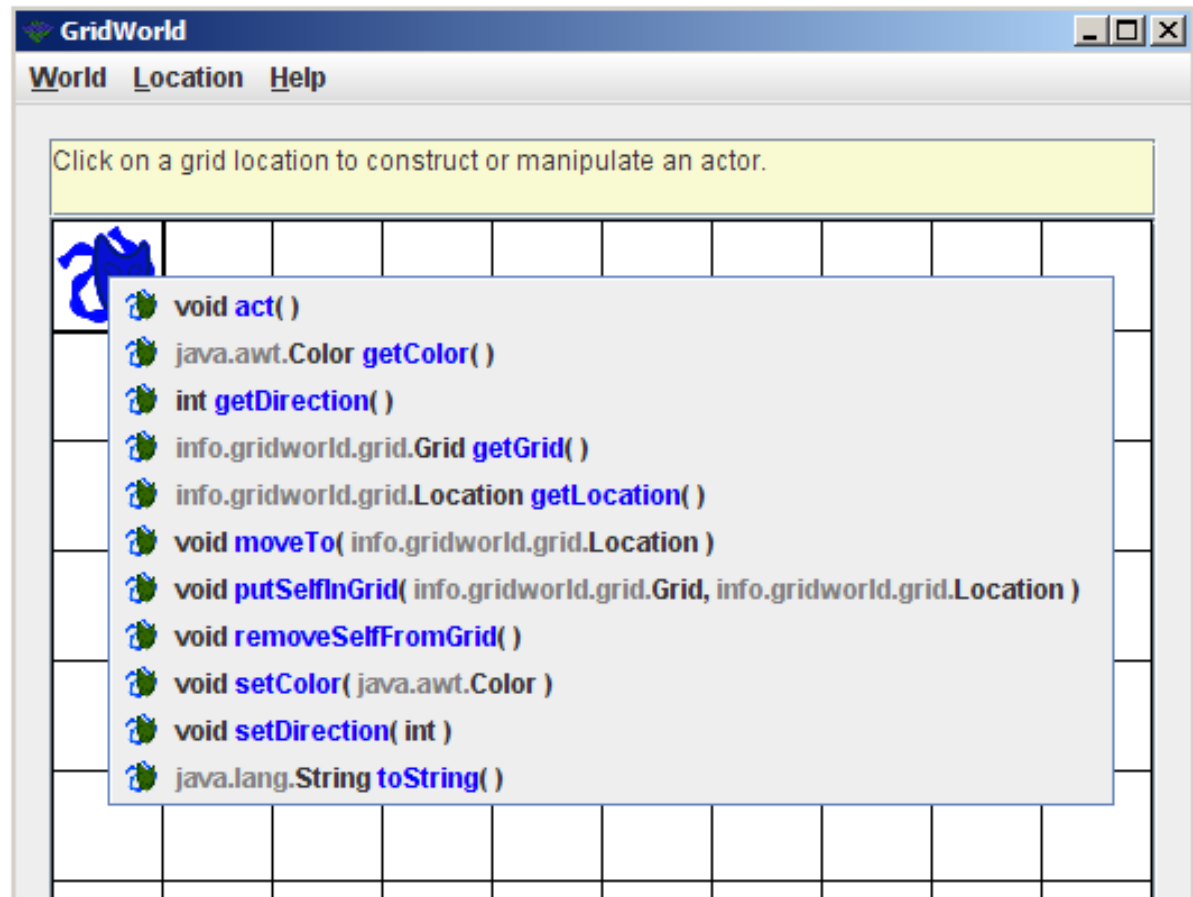 GridWorld
World Location Help
Click on a grid location to construct or manipulate an actor.
void act( )
java.awt.Color getColor( )
int getDirection( )
info.gridworld.grid.Grid getGrid( )
info.gridworld.grid.Location getLocation( )
void moveTo( info.gridworld.grid.Location )
void putSelfInGrid( info.gridworld.grid.Grid, info.gridworld.grid.Location )
void removeSelfFromGrid( )
void setColor( java.awt.Color )
void setDirection( int )
java.lang.String toString( )